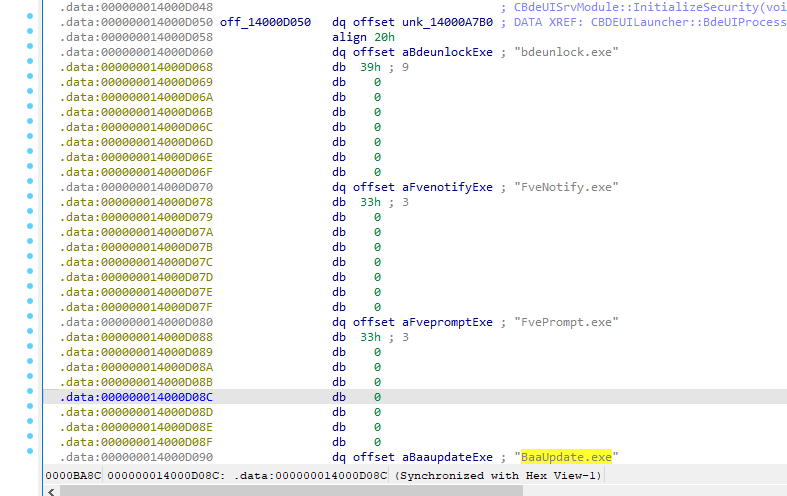 .data:000000014000D048 ; CBdeUISrvModule::InitializeSecurity(voi
.data:000000014000D050 off_14000D050 dq offset unk_14000A7B0 ; DATA XREF: CBDEUILauncher::BdeUIProcess
.data:000000014000D058 align 20h
.data:000000014000D060 dq offset aBdeunlockExe ; "bdeunlock.exe"
.data:000000014000D068 db 39h ; 9
.data:000000014000D069 db 0
.data:000000014000D06A db 0
.data:000000014000D06B db 0
.data:000000014000D06C db 0
.data:000000014000D06D db 0
.data:000000014000D06E db 0
.data:000000014000D06F db 0
.data:000000014000D070 dq offset aFvenotifyExe ; "FveNotify.exe"
.data:000000014000D078 db 33h ; 3
.data:000000014000D079 db 0
.data:000000014000D07A db 0
.data:000000014000D07B db 0
.data:000000014000D07C db 0
.data:000000014000D07D db 0
.data:000000014000D07E db 0
.data:000000014000D07F db 0
.data:000000014000D080 dq offset aFvepromptExe ; "FvePrompt.exe"
.data:000000014000D088 db 33h ; 3
.data:000000014000D089 db 0
.data:000000014000D08A db 0
.data:000000014000D08B db 0
.data:000000014000D08C db 0
.data:000000014000D08D db 0
.data:000000014000D08E db 0
.data:000000014000D08F db 0
.data:000000014000D090 dq offset aBaaupdateExe ; "BaaUpdate.exe"
0000BA8C 000000014000D08C: .data:000000014000D08C (Synchronized with Hex View-1)